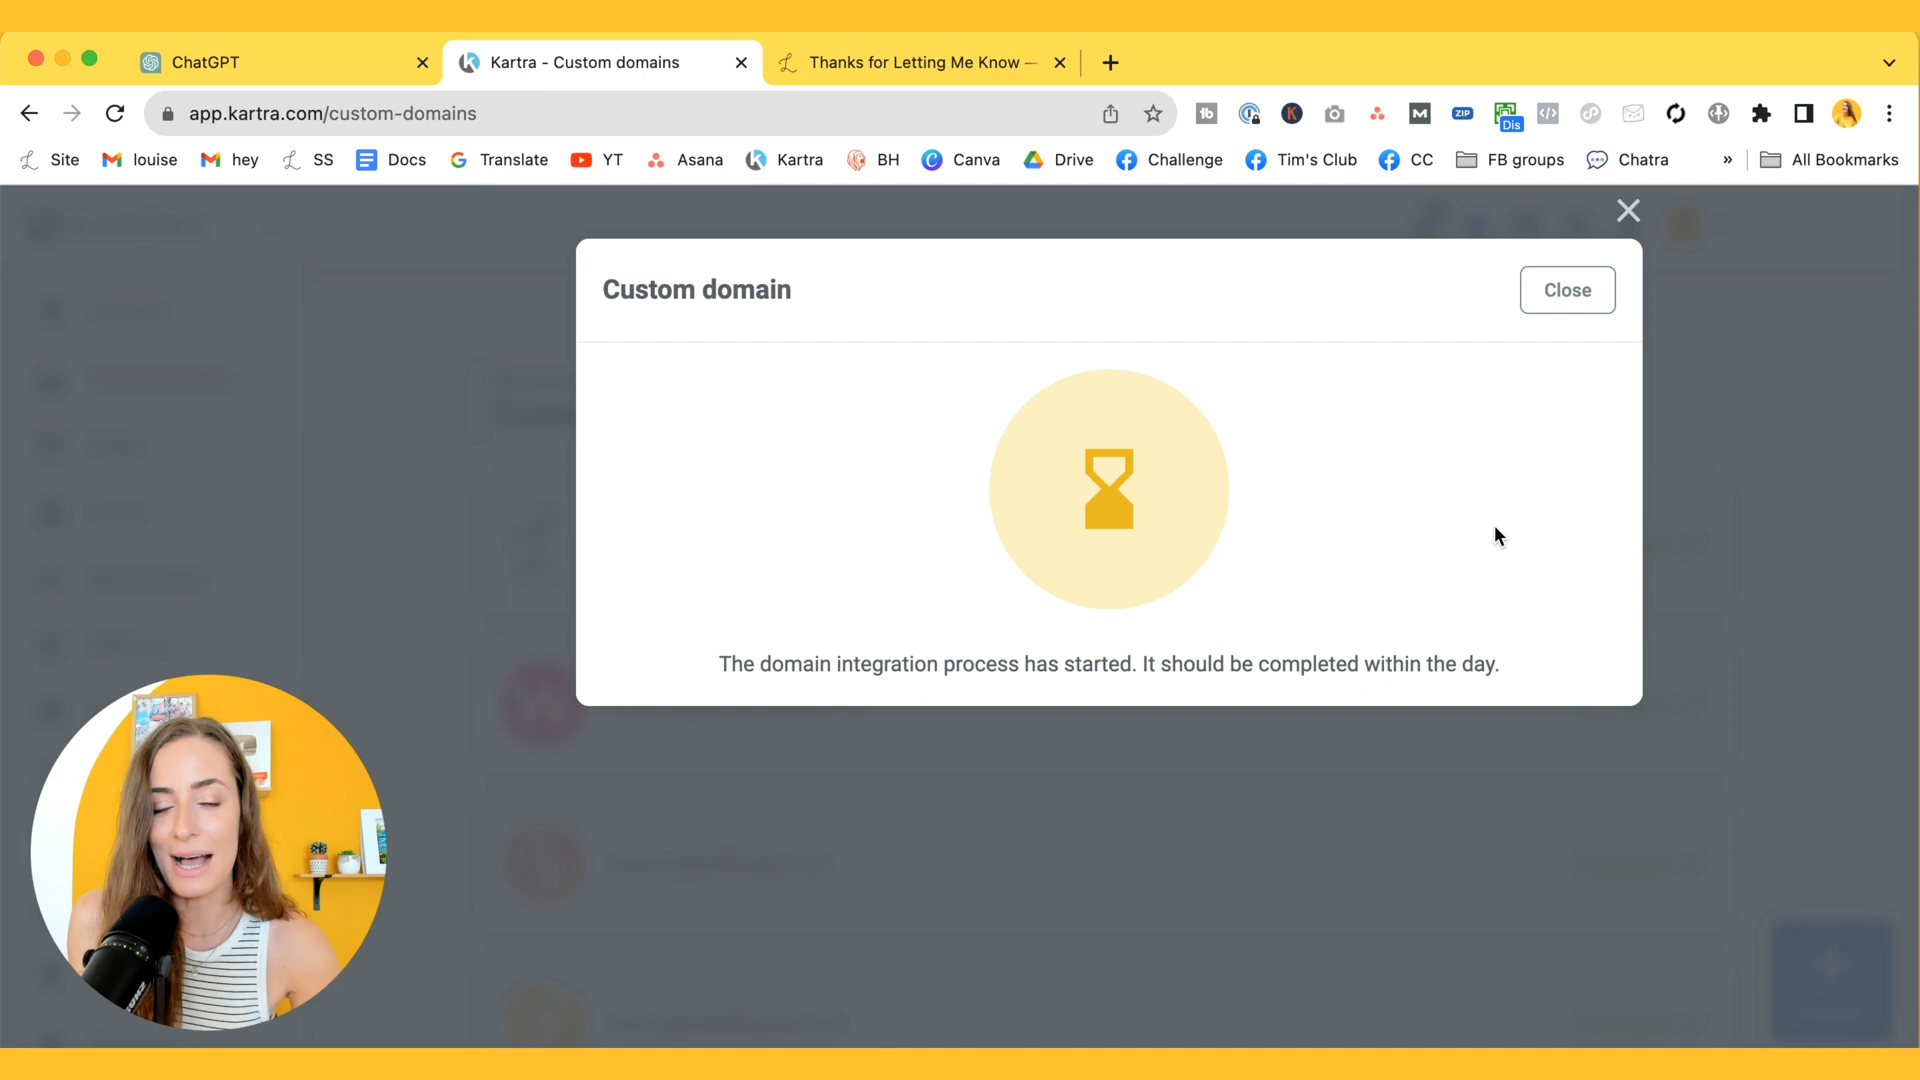 ChatGPT
Kartra - Custom domains
Thanks for Letting Me Know —
app.kartra.com/custom-domains
ZIP
Dis
Site
louise
hey
SS
Docs
Translate
YT
Asana
Kartra
BH
Canva
Drive
Challenge
Tim's Club
CC
FB groups
Chatra
»
All Bookmarks
Custom domain
Close
The domain integration process has started. It should be completed within the day.